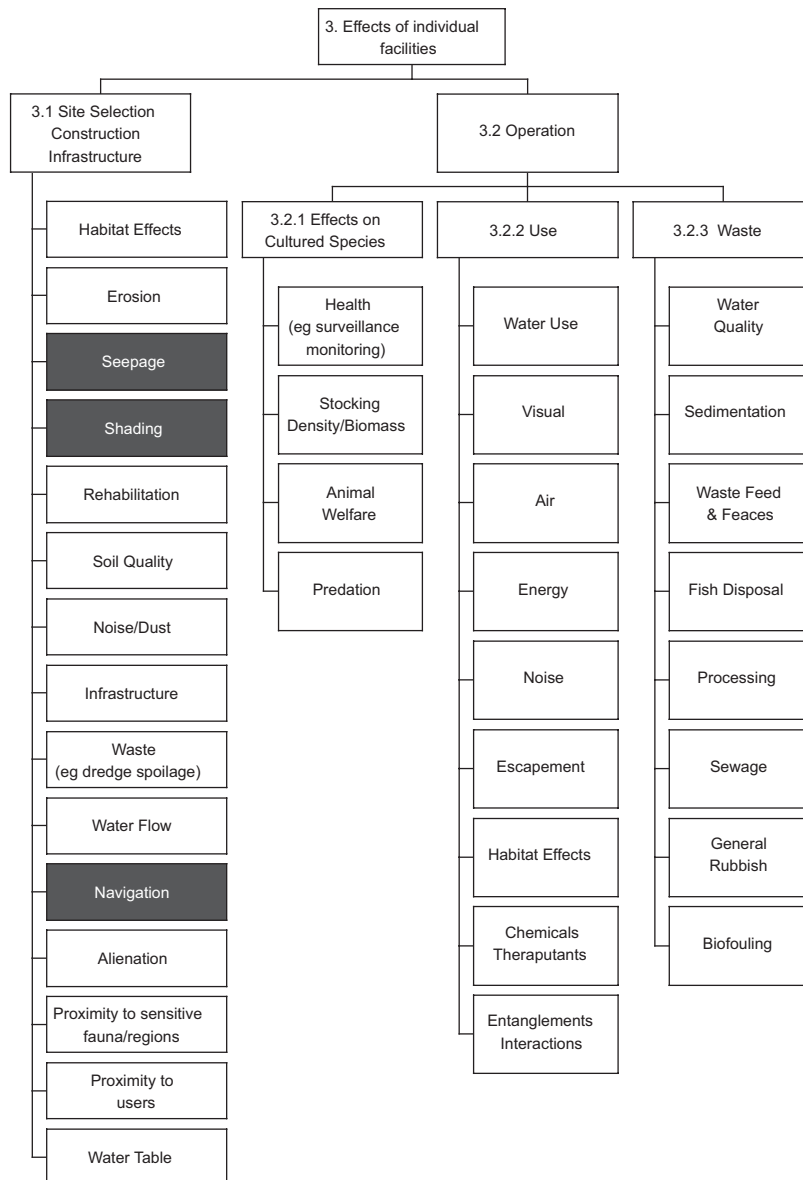 3. Effects of individual
facilities
3.1 Site Selection
Construction
Infrastructure
3.2 Operation
Habitat Effects
Erosion
Seepage
Shading
Rehabilitation
Soil Quality
Noise/Dust
Infrastructure
Waste
(eg dredge spoilage)
Water Flow
Navigation
Alienation
Proximity to sensitive
fauna/regions
Proximity to
users
Water Table
3.2.1 Effects on
Cultured Species
Health
(eg surveillance
monitoring)
Stocking
Density/Biomass
Animal
Welfare
Predation
3.2.2 Use
Water Use
Visual
Air
Energy
Noise
Escapement
Habitat Effects
Chemicals
Theraputants
Entanglements
Interactions
3.2.3 Waste
Water
Quality
Sedimentation
Waste Feed
& Feaces
Fish Disposal
Processing
Sewage
General
Rubbish
Biofouling